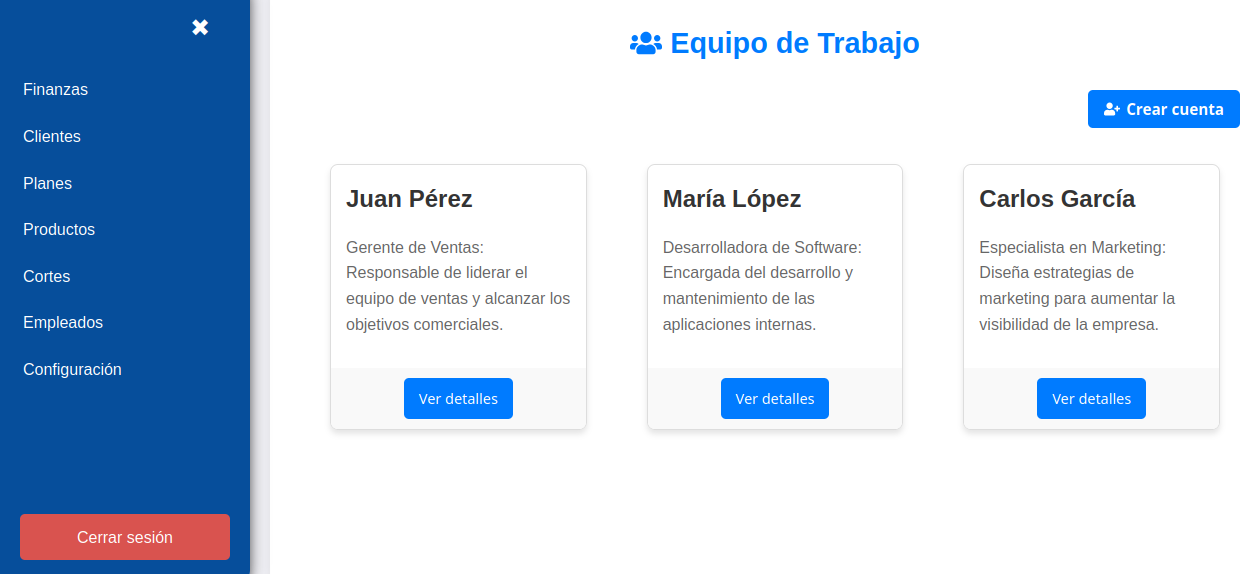 ✖
Finanzas
Clientes
Planes
Productos
Cortes
Empleados
Configuración
Cerrar sesión
Equipo de Trabajo
Crear cuenta
Juan Pérez
Gerente de Ventas:
Responsable de liderar el
equipo de ventas y alcanzar los
objetivos comerciales.
Ver detalles
María López
Desarrolladora de Software:
Encargada del desarrollo y
mantenimiento de las
aplicaciones internas.
Ver detalles
Carlos García
Especialista en Marketing:
Diseña estrategias de
marketing para aumentar la
visibilidad de la empresa.
Ver detalles